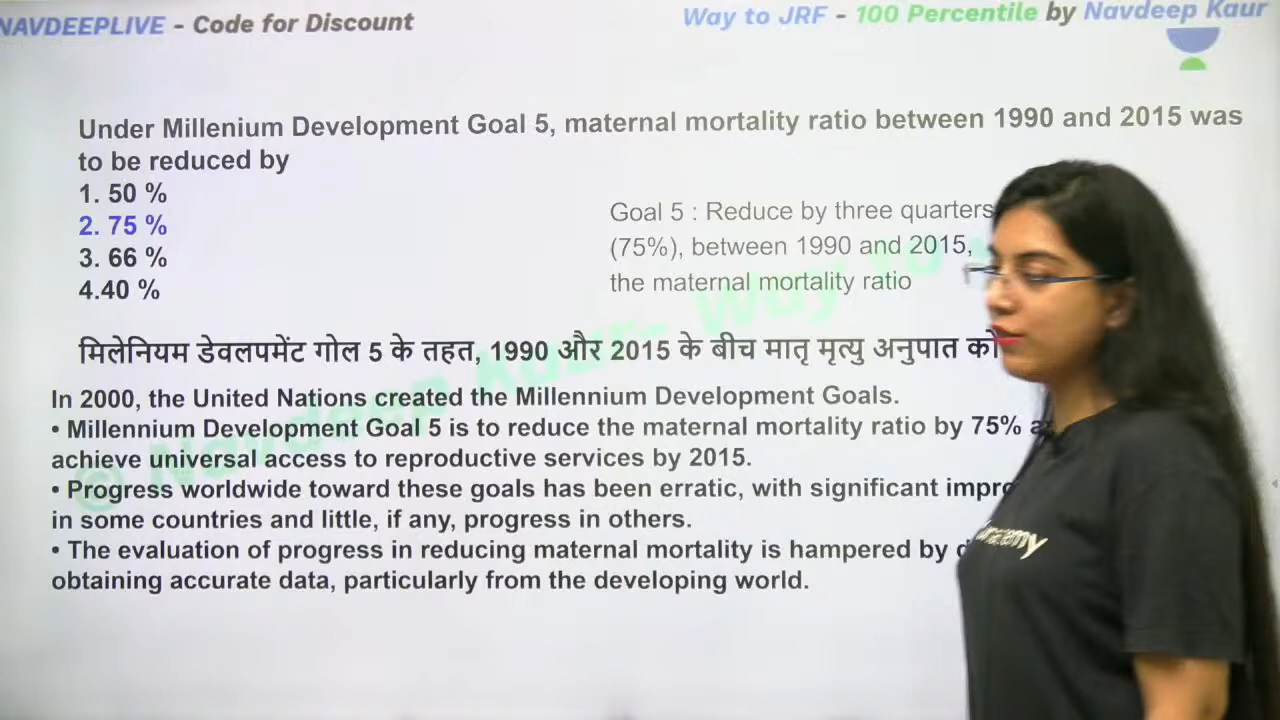 NAVDEEPLIVE - Code for Discount
Way to JRF - 100 Percentile by Navdeep Kaur
Under Millenium Development Goal 5, maternal mortality ratio between 1990 and 2015 was
to be reduced by
1. 50 %
2. 75 %
3. 66 %
4.40 %
Goal 5 : Reduce by three quarters
(75%), between 1990 and 2015,
the maternal mortality ratio
मिलेनियम डेवलपमेंट गोल 5 के तहत, 1990 और 2015 के बीच मातृ मृत्यु अनुपात को
In 2000, the United Nations created the Millennium Development Goals.
• Millennium Development Goal 5 is to reduce the maternal mortality ratio by 75%
achieve universal access to reproductive services by 2015.
• Progress worldwide toward these goals has been erratic, with significant
in some countries and little, if any, progress in others.
• The evaluation of progress in reducing maternal mortality is hampered by
obtaining accurate data, particularly from the developing world.
© Navdeep Kaur- Way to